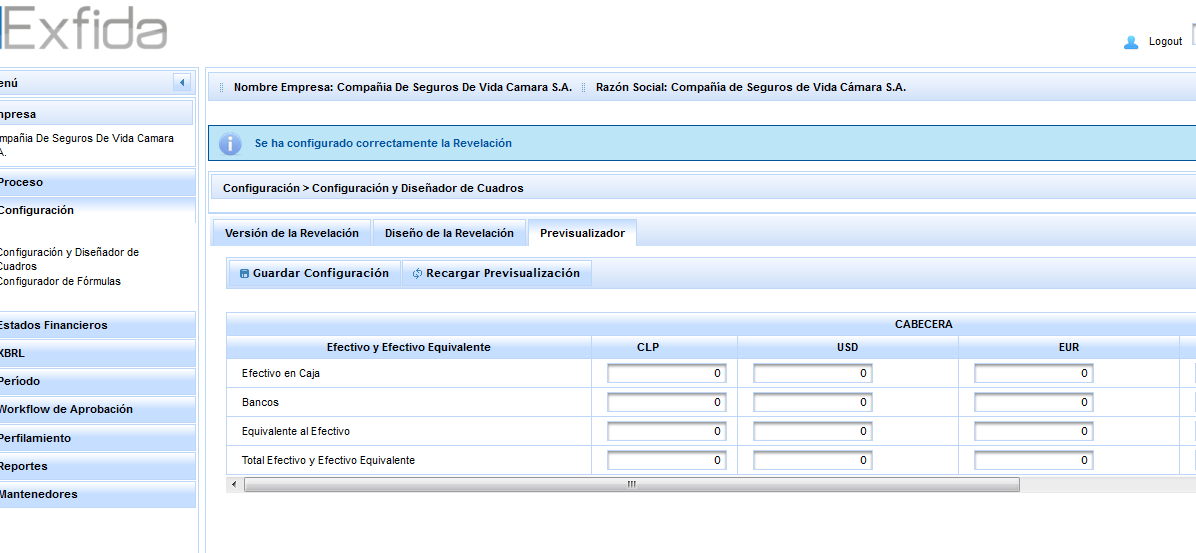 Exfida
Logout
enú
mpresa
mpañia De Seguros De Vida Camara
A.
Proceso
Configuración
Configuración y Diseñador de
Cuadros
Configurador de Fórmulas
Estados Financieros
XBRL
Período
Workflow de Aprobación
Perfilamiento
Reportes
Mantenedores
Nombre Empresa: Compañia De Seguros De Vida Camara S.A. Razón Social: Compañía de Seguros de Vida Cámara S.A.
Se ha configurado correctamente la Revelación
Configuración > Configuración y Diseñador de Cuadros
Versión de la Revelación Diseño de la Revelación Previsualizador
Guardar Configuración Recargar Previsualización
CABECERA
Efectivo y Efectivo Equivalente CLP USD EUR
Efectivo en Caja 0 0 0
Bancos 0 0 0
Equivalente al Efectivo 0 0 0
Total Efectivo y Efectivo Equivalente 0 0 0